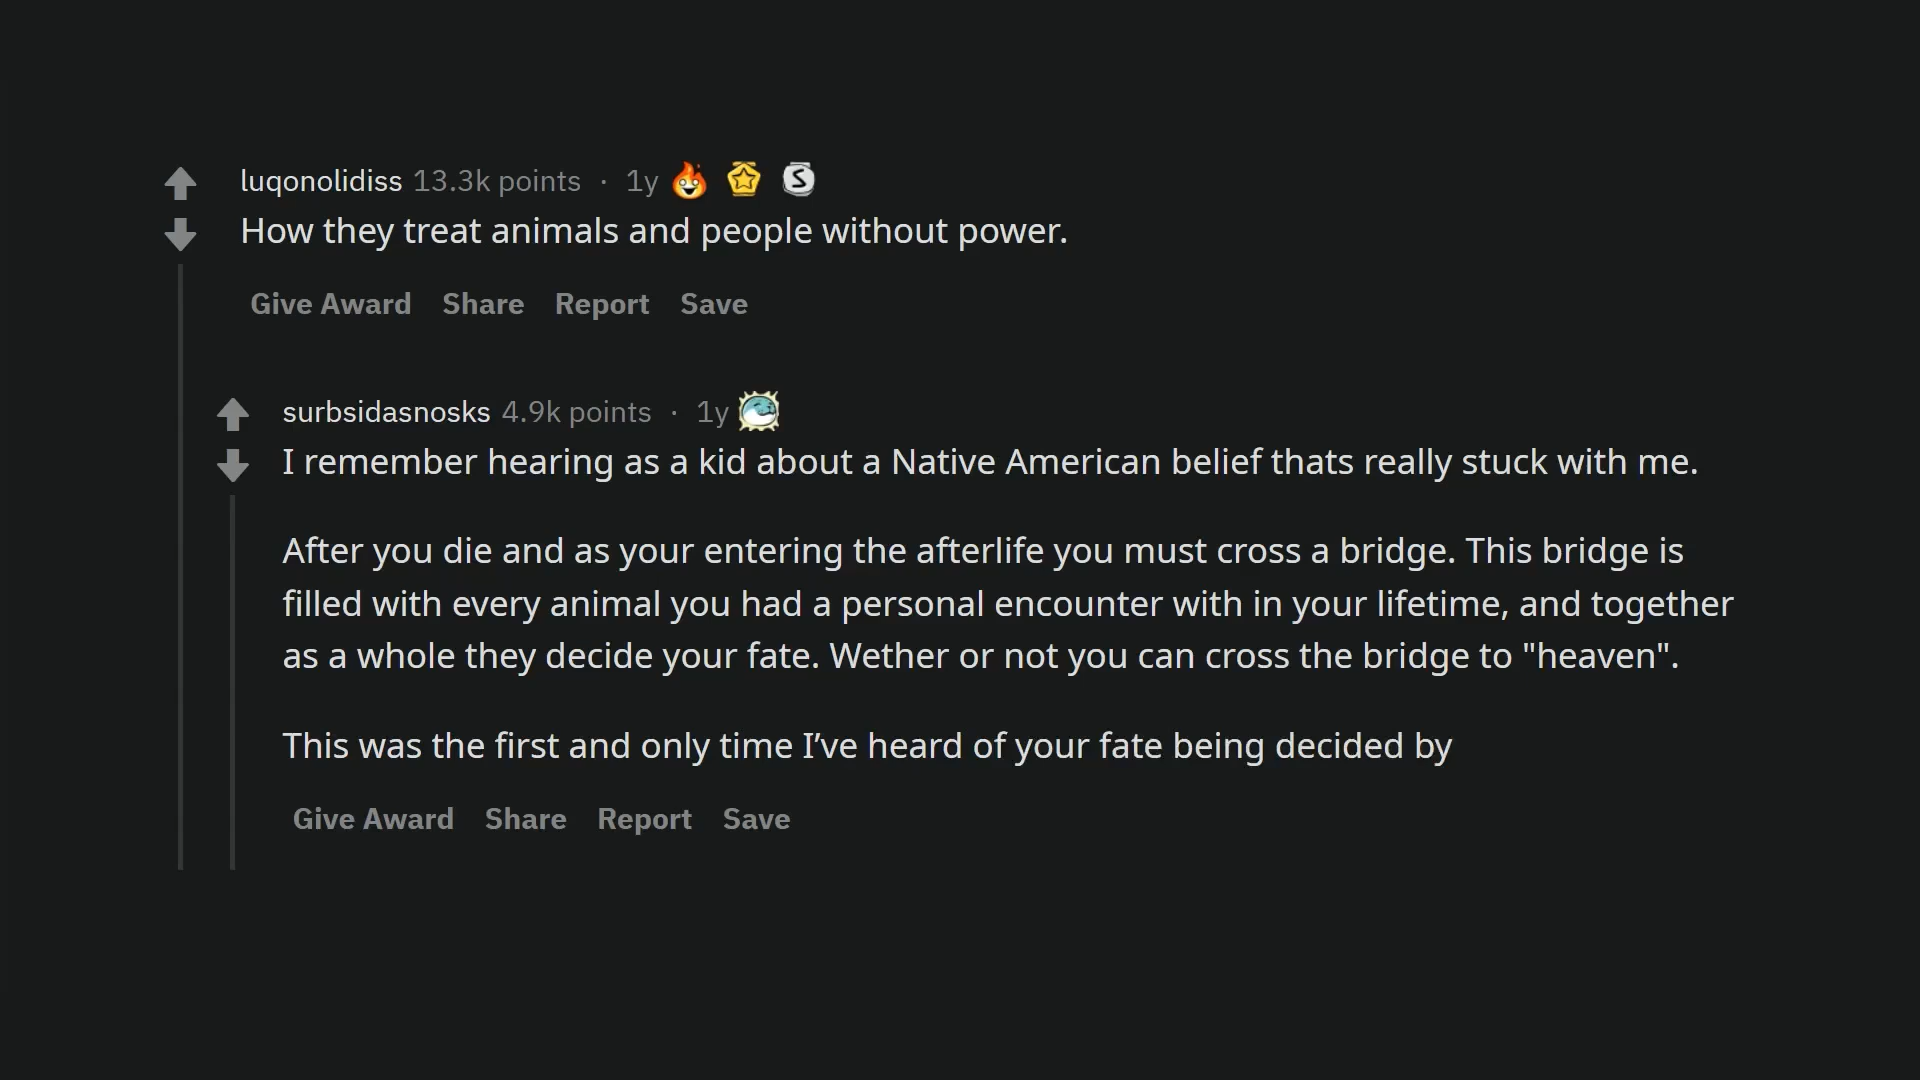 luqonolidiss 13.3k points · 1y
How they treat animals and people without power.
Give Award Share Report Save
surbsidasnosks 4.9k points · 1y
I remember hearing as a kid about a Native American belief thats really stuck with me.
After you die and as your entering the afterlife you must cross a bridge. This bridge is
filled with every animal you had a personal encounter with in your lifetime, and together
as a whole they decide your fate. Wether or not you can cross the bridge to "heaven".
This was the first and only time I’ve heard of your fate being decided by
Give Award Share Report Save